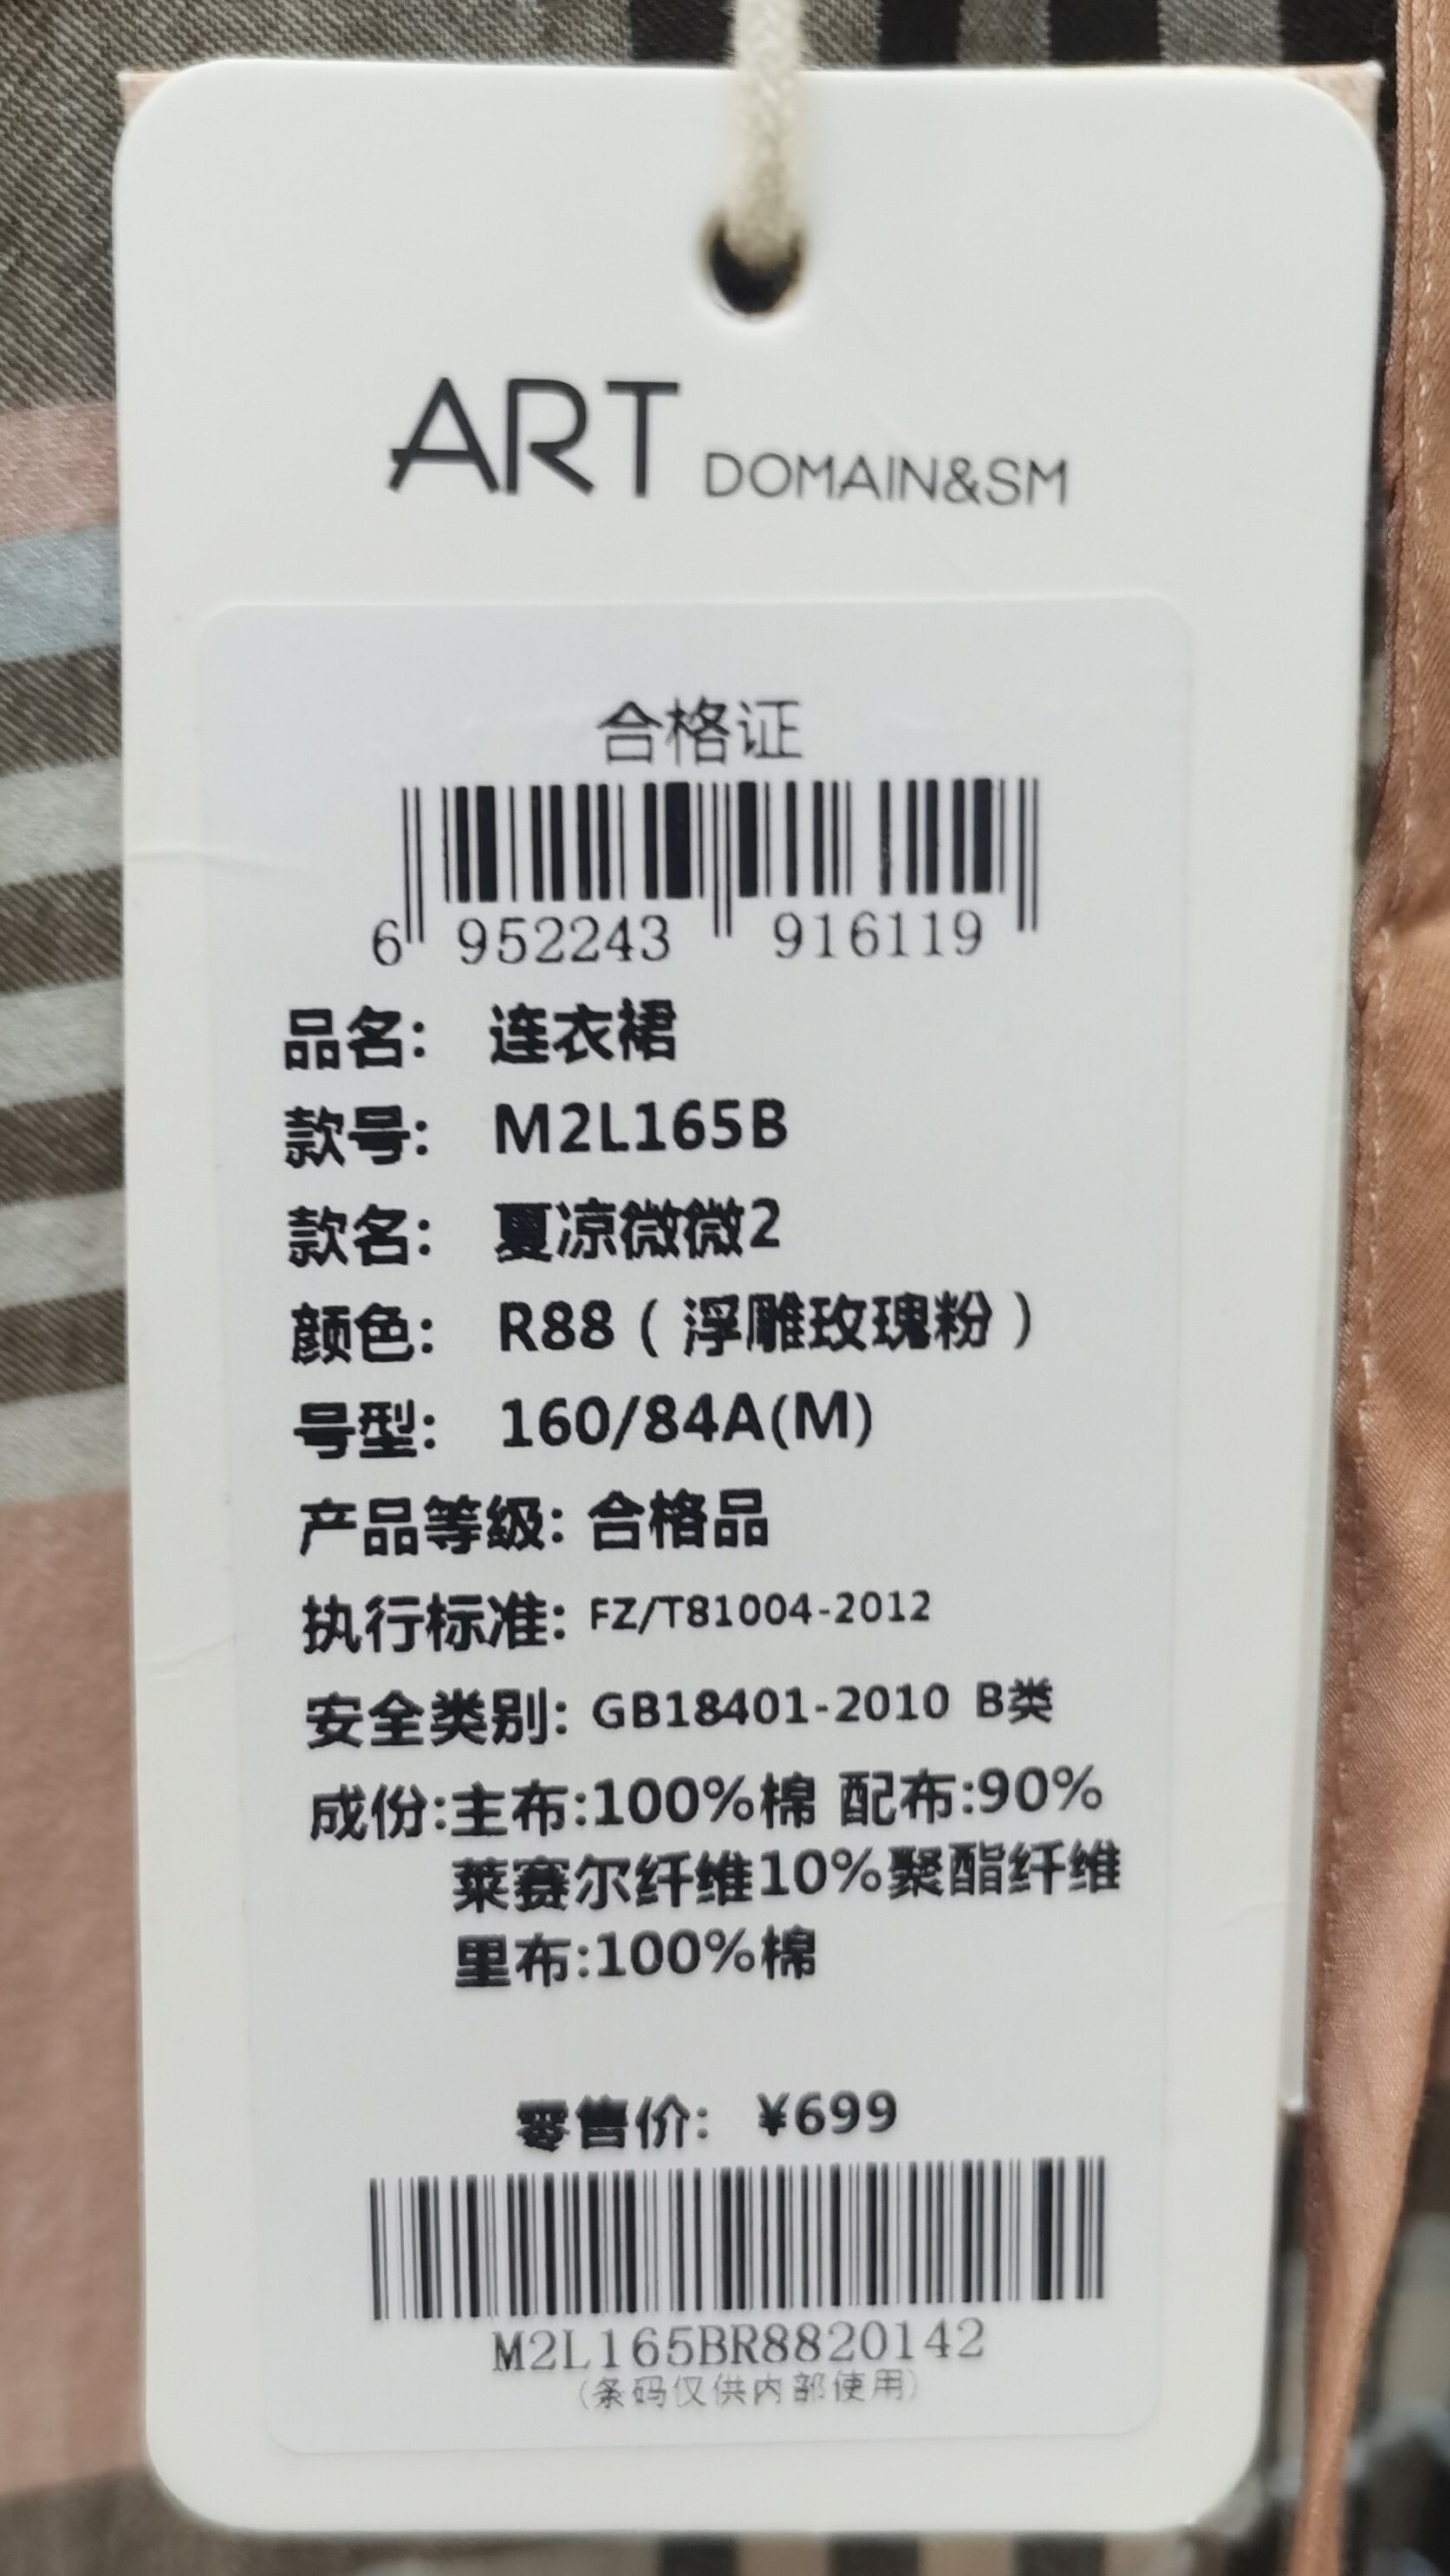 ART DOMAIN&SM
合格证
6 952243 916119
品名: 连衣裙
款号: M2L165B
款名: 夏凉微微2
颜色: R88（浮雕玫瑰粉）
号型: 160/84A(M)
产品等级: 合格品
执行标准: FZ/T81004-2012
安全类别: GB18401-2010 B类
成份:主布:100%棉 配布:90%
莱赛尔纤维10%聚酯纤维
里布:100%棉
零售价: ¥699
M2L165BR8820142
(条码仅供内部使用)